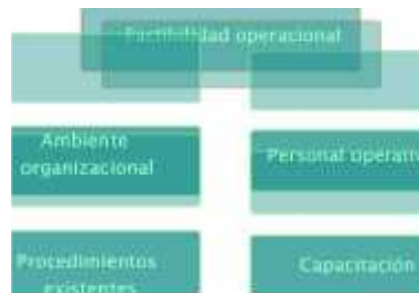 Factibilidad operacional
Ambiente
organizacional
Personal operativ
Procedimientos
existentes
Capacitación